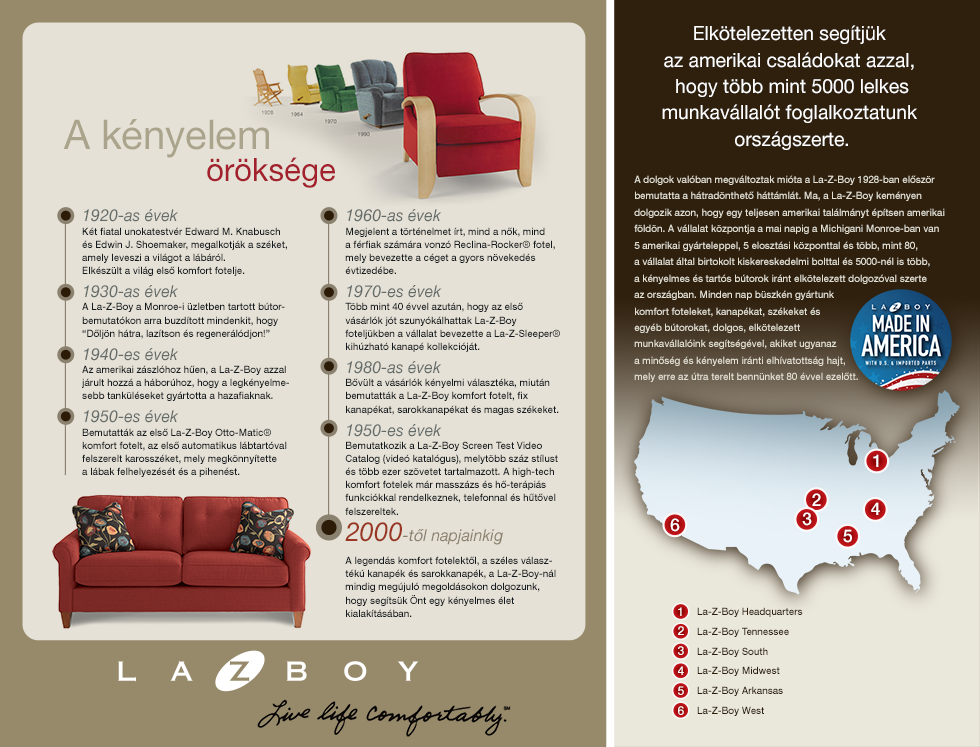 1928
1964
1970
1990
A kényelem
öröksége
1920-as évek
Két fiatal unokatestvér Edward M. Knabusch
és Edwin J. Shoemaker, megalkotják a széket,
amely leveszi a világot a lábáról.
Elkészült a világ első komfort fotelje.
1930-as évek
A La-Z-Boy a Monroe-i üzletben tartott bútor-
bemutatókon arra buzdított mindenkit, hogy
“Dőljön hátra, lazítson és regenerálódjon!”
1940-es évek
Az amerikai zászlóhoz hűen, a La-Z-Boy azzal
járult hozzá a háborúhoz, hogy a legkényelme-
sebb tanküléseket gyártotta a hazafiaknak.
1950-es évek
Bemutatták az első La-Z-Boy Otto-Matic®
komfort fotelt, az első automatikus lábtartóval
felszerelt karosszéket, mely megkönnyítette
a lábak felhelyezését és a pihenést.
1960-as évek
Megjelent a történelmet írt, mind a nők, mind
a férfiak számára vonzó Reclina-Rocker® fotel,
mely bevezette a céget a gyors növekedés
évtizedébe.
1970-es évek
Több mint 40 évvel azután, hogy az első
vásárlók jót szunyókálhattak La-Z-Boy
foteljükben a vállalat bevezette a La-Z-Sleeper®
kihúzható kanapé kollekcióját.
1980-as évek
Bővült a vásárlók kényelmi választéka, miután
bemutatták a La-Z-Boy komfort fotelt, fix
kanapékat, sarokkanapékat és magas székeket.
1950-es évek
Bemutatkozik a La-Z-Boy Screen Test Video
Catalog (videó katalógus), melytöbb száz stílust
és több ezer szövetet tartalmazott. A high-tech
komfort fotelek már masszázs és hő-terápiás
funkciókkal rendelkeznek, telefonnal és hűtővel
felszereltek.
2000-től napjainkig
A legendás komfort fotelektől, a széles válasz-
tékú kanapék és sarokkanapék, a La-Z-Boy-nál
mindig megújuló megoldásokon dolgozunk,
hogy segítsük Önt egy kényelmes élet
kialakításában.
LA Z BOY
Live life comfortably.℠
Elkötelezetten segítjük
az amerikai családokat azzal,
hogy több mint 5000 lelkes
munkavállalót foglalkoztatunk
országszerte.
A dolgok valóban megváltoztak mióta a La-Z-Boy 1928-ban először
bemutatta a hátradönthető háttámlát. Ma, a La-Z-Boy keményen
dolgozik azon, hogy egy teljesen amerikai találmányt építsen amerikai
földön. A vállalat központja a mai napig a Michigani Monroe-ban van
5 amerikai gyárteleppel, 5 elosztási központtal és több, mint 80,
a vállalat által birtokolt kiskereskedelmi bolttal és 5000-nél is több,
a kényelmes és tartós bútorok iránt elkötelezett dolgozóval szerte
az országban. Minden nap büszkén gyártunk
komfort foteleket, kanapékat, székeket és
egyéb bútorokat, dolgos, elkötelezett
munkavállalóink segítségével, akiket ugyanaz
a minőség és kényelem iránti elhivatottság hajt,
mely erre az útra terelt bennünket 80 évvel ezelőtt.
LA Z BOY
MADE IN
AMERICA
WITH U.S. & IMPORTED PARTS
1
2
3
4
5
6
1 La-Z-Boy Headquarters
2 La-Z-Boy Tennessee
3 La-Z-Boy South
4 La-Z-Boy Midwest
5 La-Z-Boy Arkansas
6 La-Z-Boy West